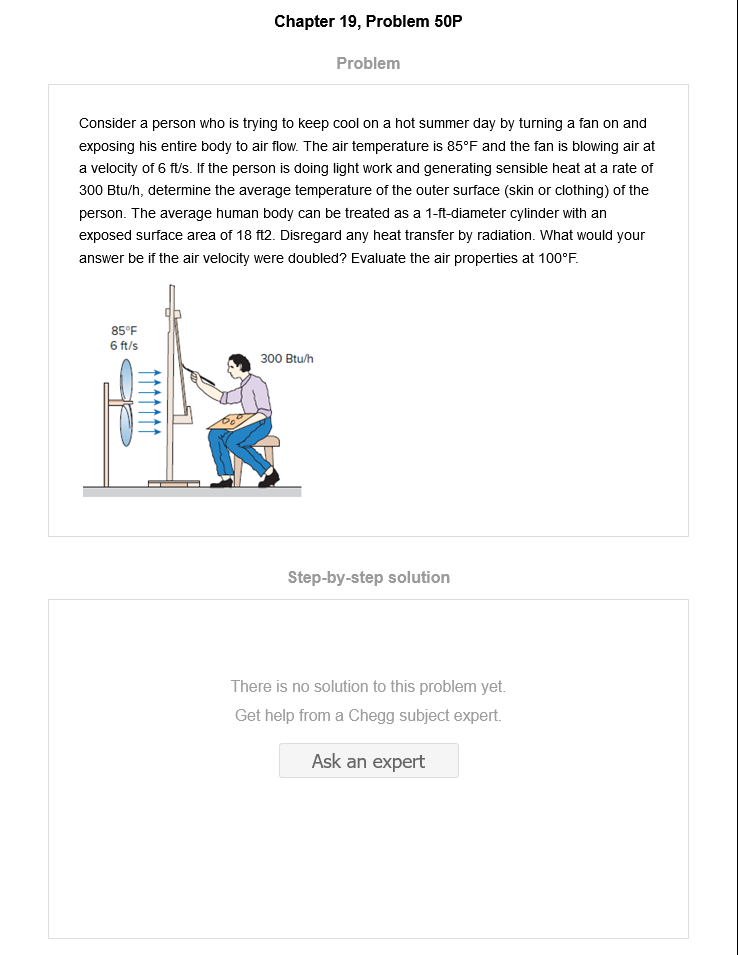 Chapter 19, Problem 50P
Problem
Consider a person who is trying to keep cool on a hot summer day by turning a fan on and
exposing his entire body to air flow. The air temperature is 85°F and the fan is blowing air at
a velocity of 6 ft/s. If the person is doing light work and generating sensible heat at a rate of
300 Btu/h, determine the average temperature of the outer surface (skin or clothing) of the
person. The average human body can be treated as a 1-ft-diameter cylinder with an
exposed surface area of 18 ft2. Disregard any heat transfer by radiation. What would your
answer be if the air velocity were doubled? Evaluate the air properties at 100°F.
85°F
6 ft/s
300 Btu/h
Step-by-step solution
There is no solution to this problem yet.
Get help from a Chegg subject expert.
Ask an expert